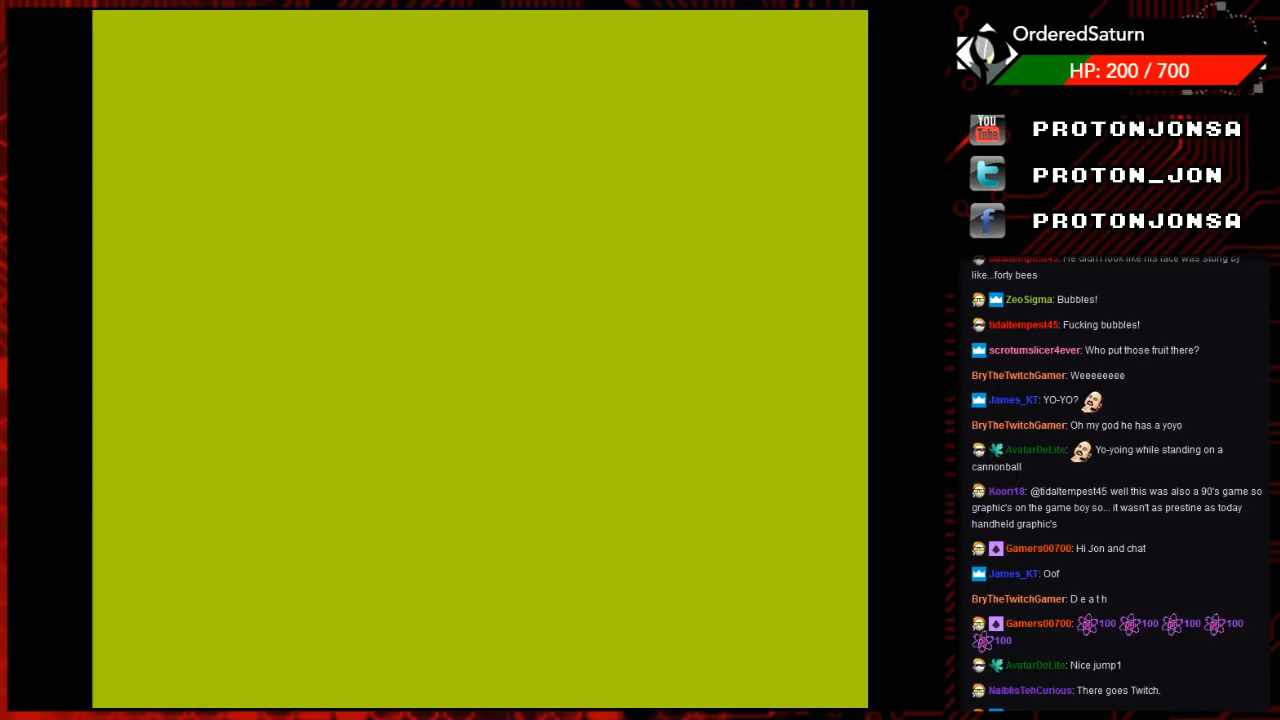 OrderedSaturn
HP: 200 / 700
You
Tube
PROTONJONSA
PROTON_JON
PROTONJONSA
tidaltempest45: He didn't look like his face was stung by
like...forty bees
ZeoSigma: Bubbles!
tidaltempest45: Fucking bubbles!
scrotumslicer4ever: Who put those fruit there?
BryTheTwitchGamer: Weeeeeeee
James_KT: YO-YO?
BryTheTwitchGamer: Oh my god he has a yoyo
AvatarDeLite: Yo-yoing while standing on a
cannonball
Koori18: @tidaltempest45 well this was also a 90's game so
graphic's on the game boy so... it wasn't as prestine as today
handheld graphic's
Gamers00700: Hi Jon and chat
James_KT: Oof
BryTheTwitchGamer: D e a t h
Gamers00700: 100 100 100 100
100
AvatarDeLite: Nice jump1
NaiblisTehCurious: There goes Twitch.